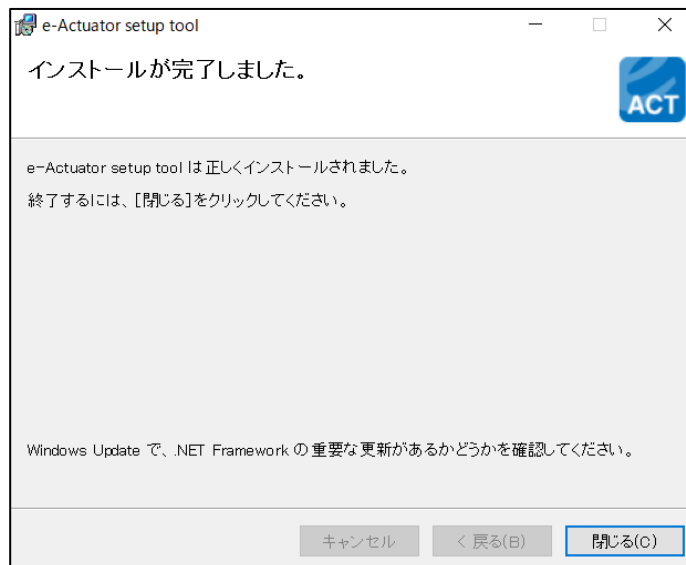 e-Actuator setup tool
インストールが完了しました。
ACT
e-Actuator setup tool は正しくインストールされました。
終了するには、[閉じる]をクリックしてください。
Windows Update で、.NET Framework の重要な更新があるかどうかを確認してください。
キャンセル
< 戻る(B)
閉じる(C)